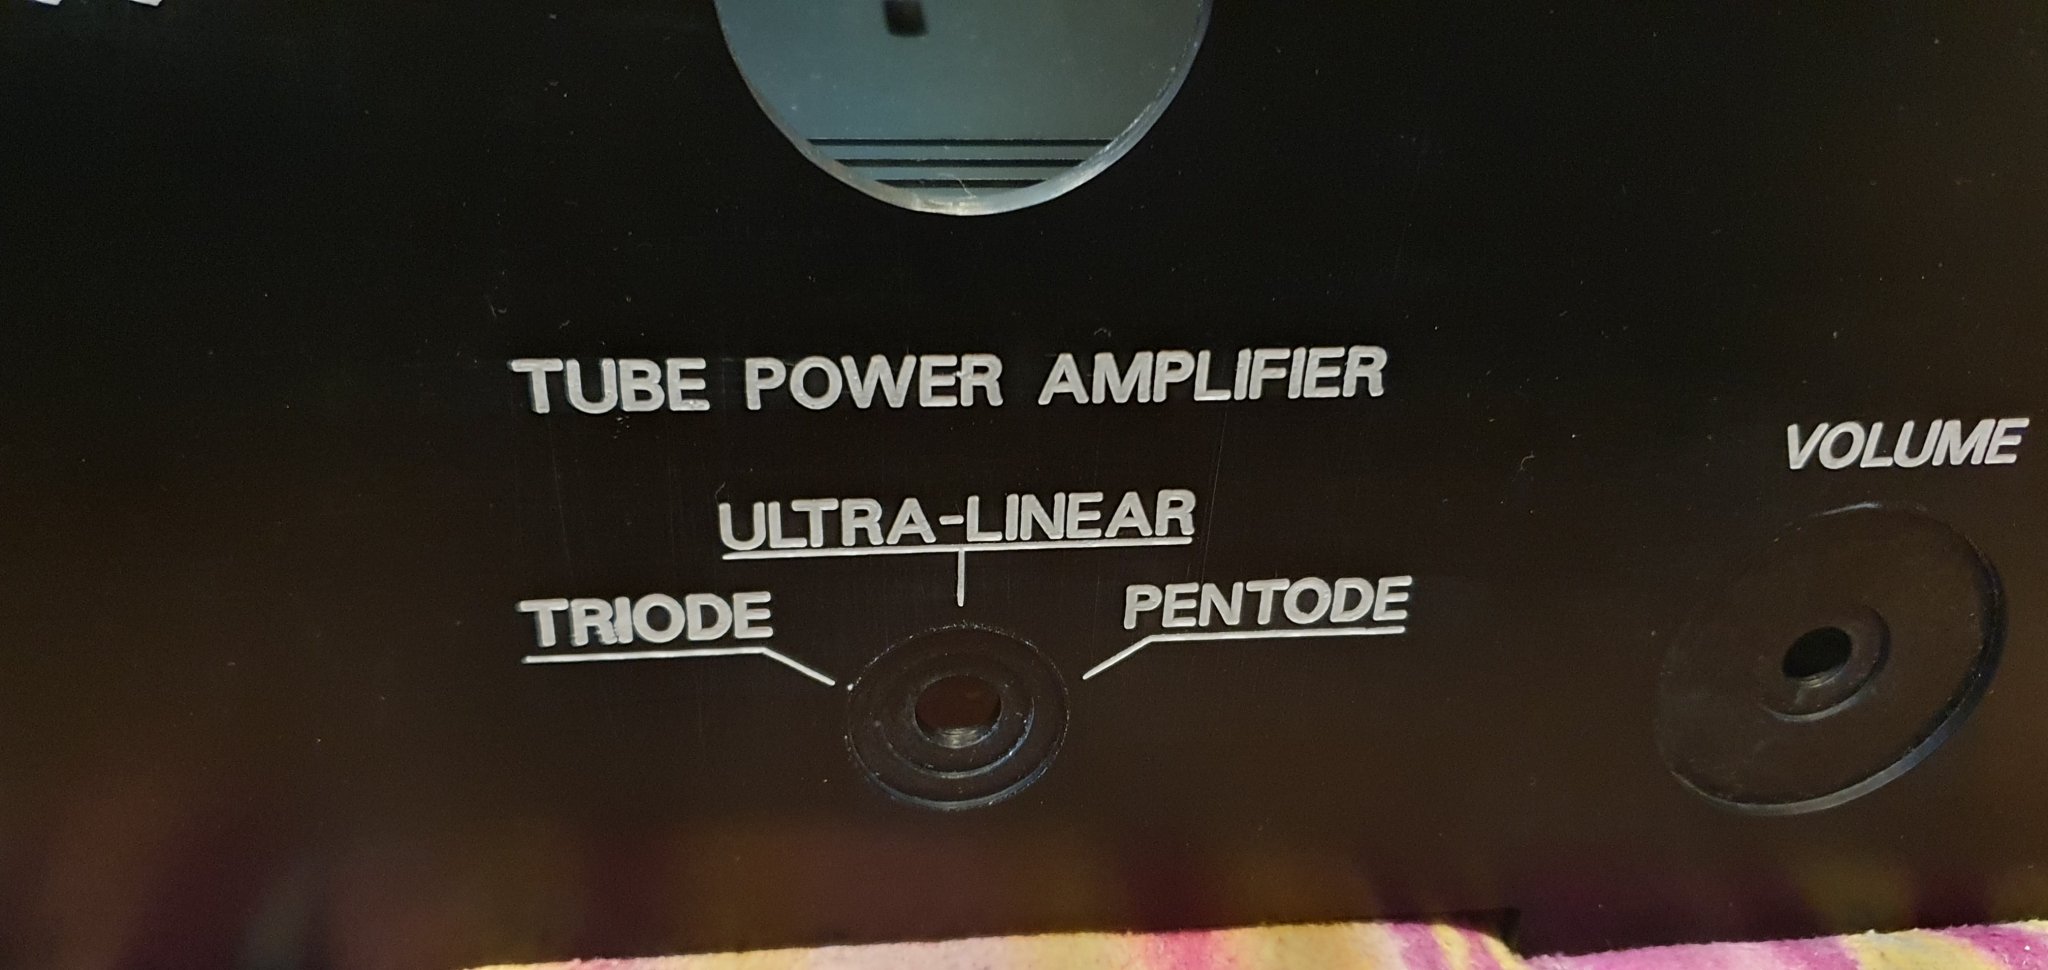 TUBE POWER AMPLIFIER
VOLUME
ULTRA-LINEAR
TRIODE
PENTODE